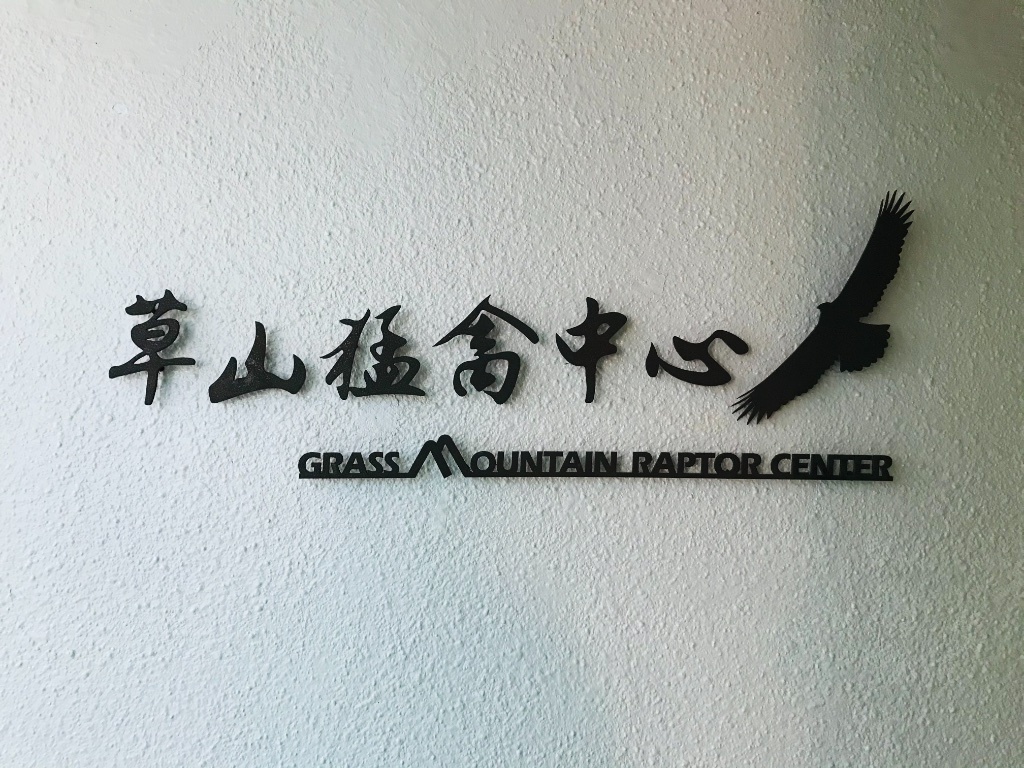 草山猛禽中心
GRASS MOUNTAIN RAPTOR CENTER